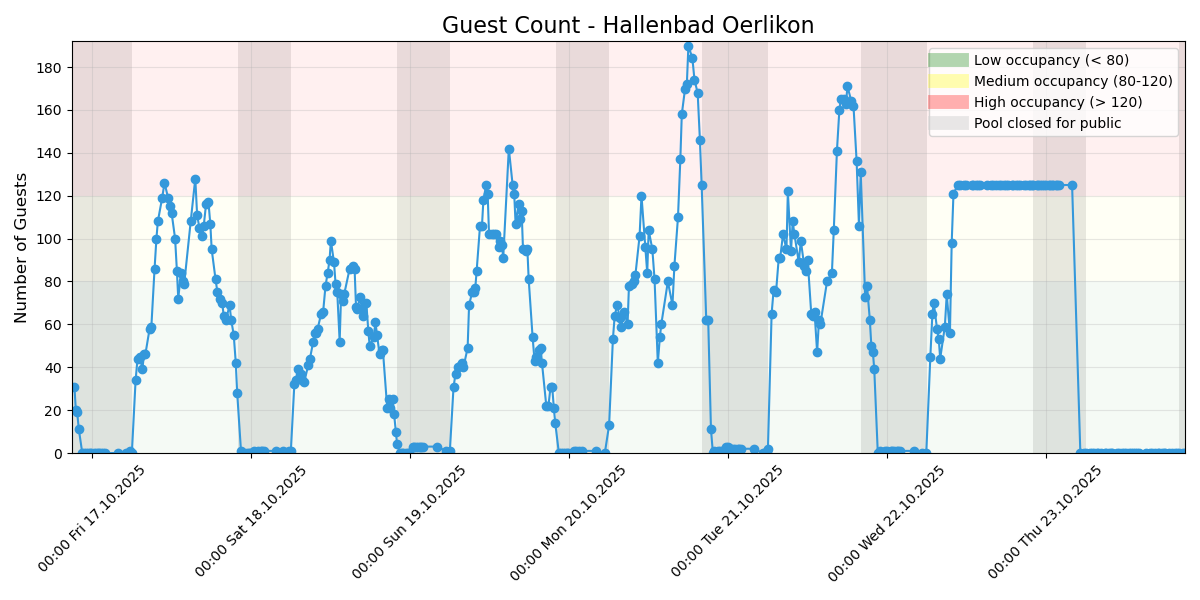 Guest Count - Hallenbad Oerlikon
Number of Guests
180
160
140
120
100
80
60
40
20
0
Low occupancy (< 80)
Medium occupancy (80-120)
High occupancy (> 120)
Pool closed for public
00:00 Fri 17.10.2025
00:00 Sat 18.10.2025
00:00 Sun 19.10.2025
00:00 Mon 20.10.2025
00:00 Tue 21.10.2025
00:00 Wed 22.10.2025
00:00 Thu 23.10.2025